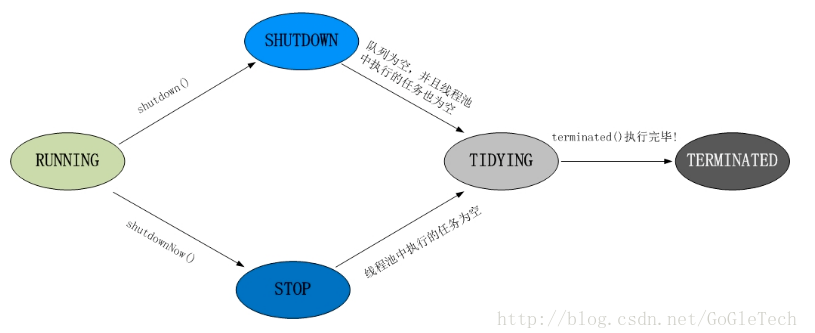 SHUTDOWN
队列为空，并且线程池
中执行的任务也为空
shutdown()
terminated()执行完毕!
RUNNING
TIDYING
TERMINATED
shutdownNow()
线程池中执行的任务为空
STOP
http://blog.csdn.net/GoGleTech